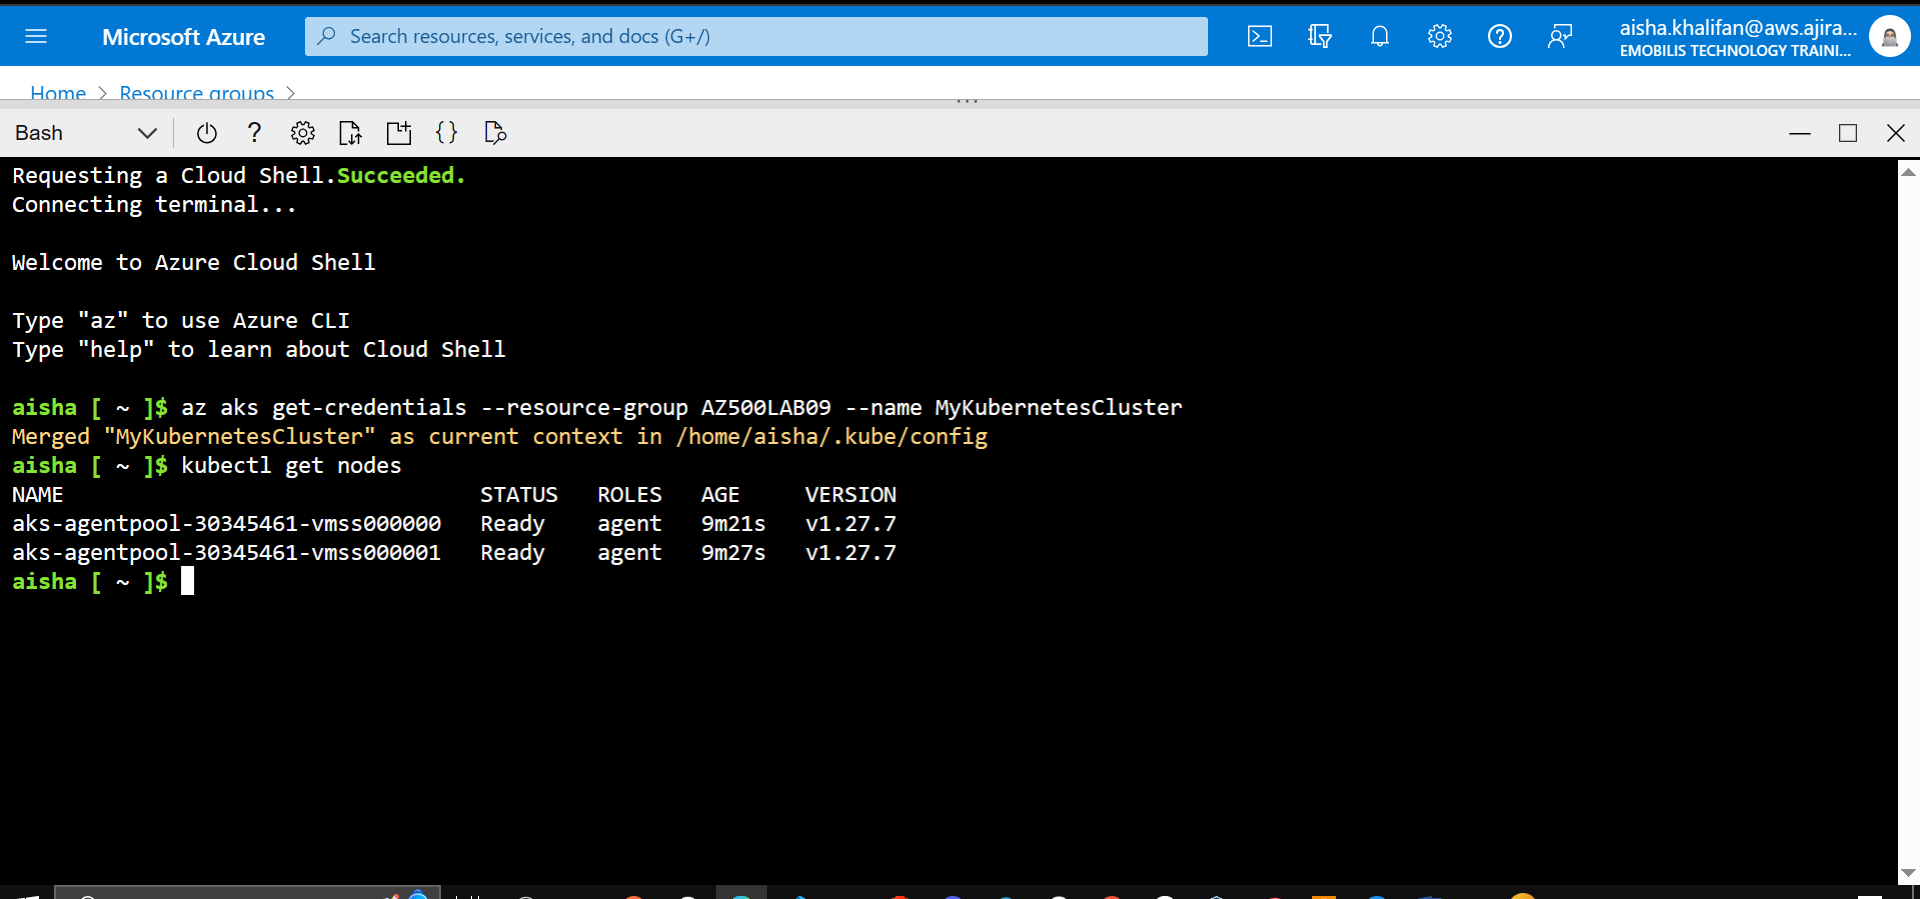 Microsoft Azure
Search resources, services, and docs (G+/)
aisha.khalifan@aws.ajira...
EMOBILIS TECHNOLOGY TRAINI...
Home > Resource groups >
Bash
Requesting a Cloud Shell.Succeeded.
Connecting terminal...
Welcome to Azure Cloud Shell
Type "az" to use Azure CLI
Type "help" to learn about Cloud Shell
aisha [ ~ ]$ az aks get-credentials --resource-group AZ500LAB09 --name MyKubernetesCluster
Merged "MyKubernetesCluster" as current context in /home/aisha/.kube/config
aisha [ ~ ]$ kubectl get nodes
NAME STATUS ROLES AGE VERSION
aks-agentpool-30345461-vmss000000 Ready agent 9m21s v1.27.7
aks-agentpool-30345461-vmss000001 Ready agent 9m27s v1.27.7
aisha [ ~ ]$